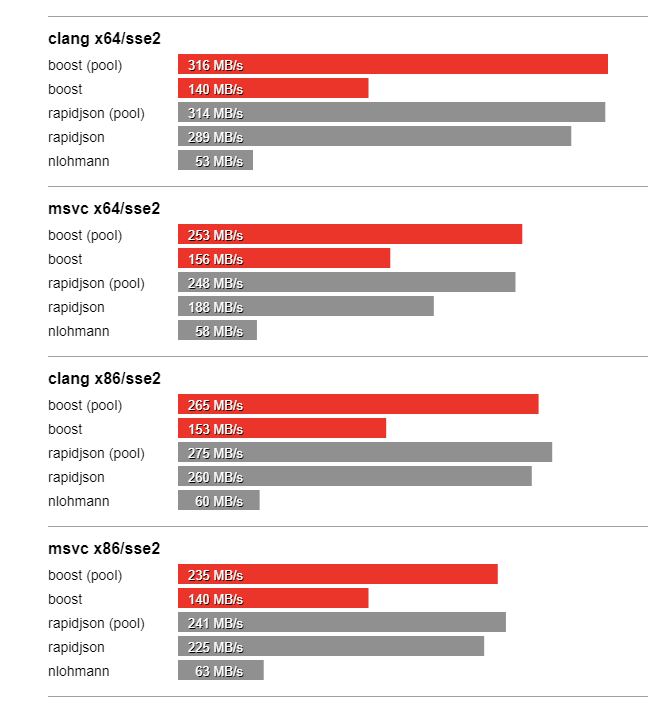 clang x64/sse2
boost (pool) 316 MB/s
boost 140 MB/s
rapidjson (pool) 314 MB/s
rapidjson 289 MB/s
nlohmann 53 MB/s
msvc x64/sse2
boost (pool) 253 MB/s
boost 156 MB/s
rapidjson (pool) 248 MB/s
rapidjson 188 MB/s
nlohmann 58 MB/s
clang x86/sse2
boost (pool) 265 MB/s
boost 153 MB/s
rapidjson (pool) 275 MB/s
rapidjson 260 MB/s
nlohmann 60 MB/s
msvc x86/sse2
boost (pool) 235 MB/s
boost 140 MB/s
rapidjson (pool) 241 MB/s
rapidjson 225 MB/s
nlohmann 63 MB/s